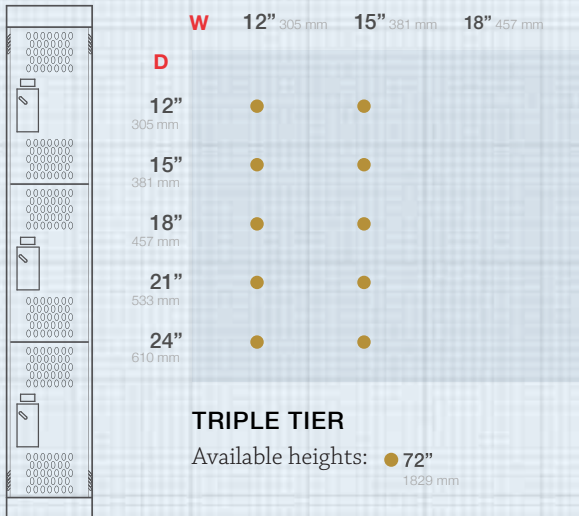 W 12” 305 mm 15” 381 mm 18” 457 mm
D
12”
305 mm
15”
381 mm
18”
457 mm
21”
533 mm
24”
610 mm
TRIPLE TIER
Available heights: 72”
1829 mm